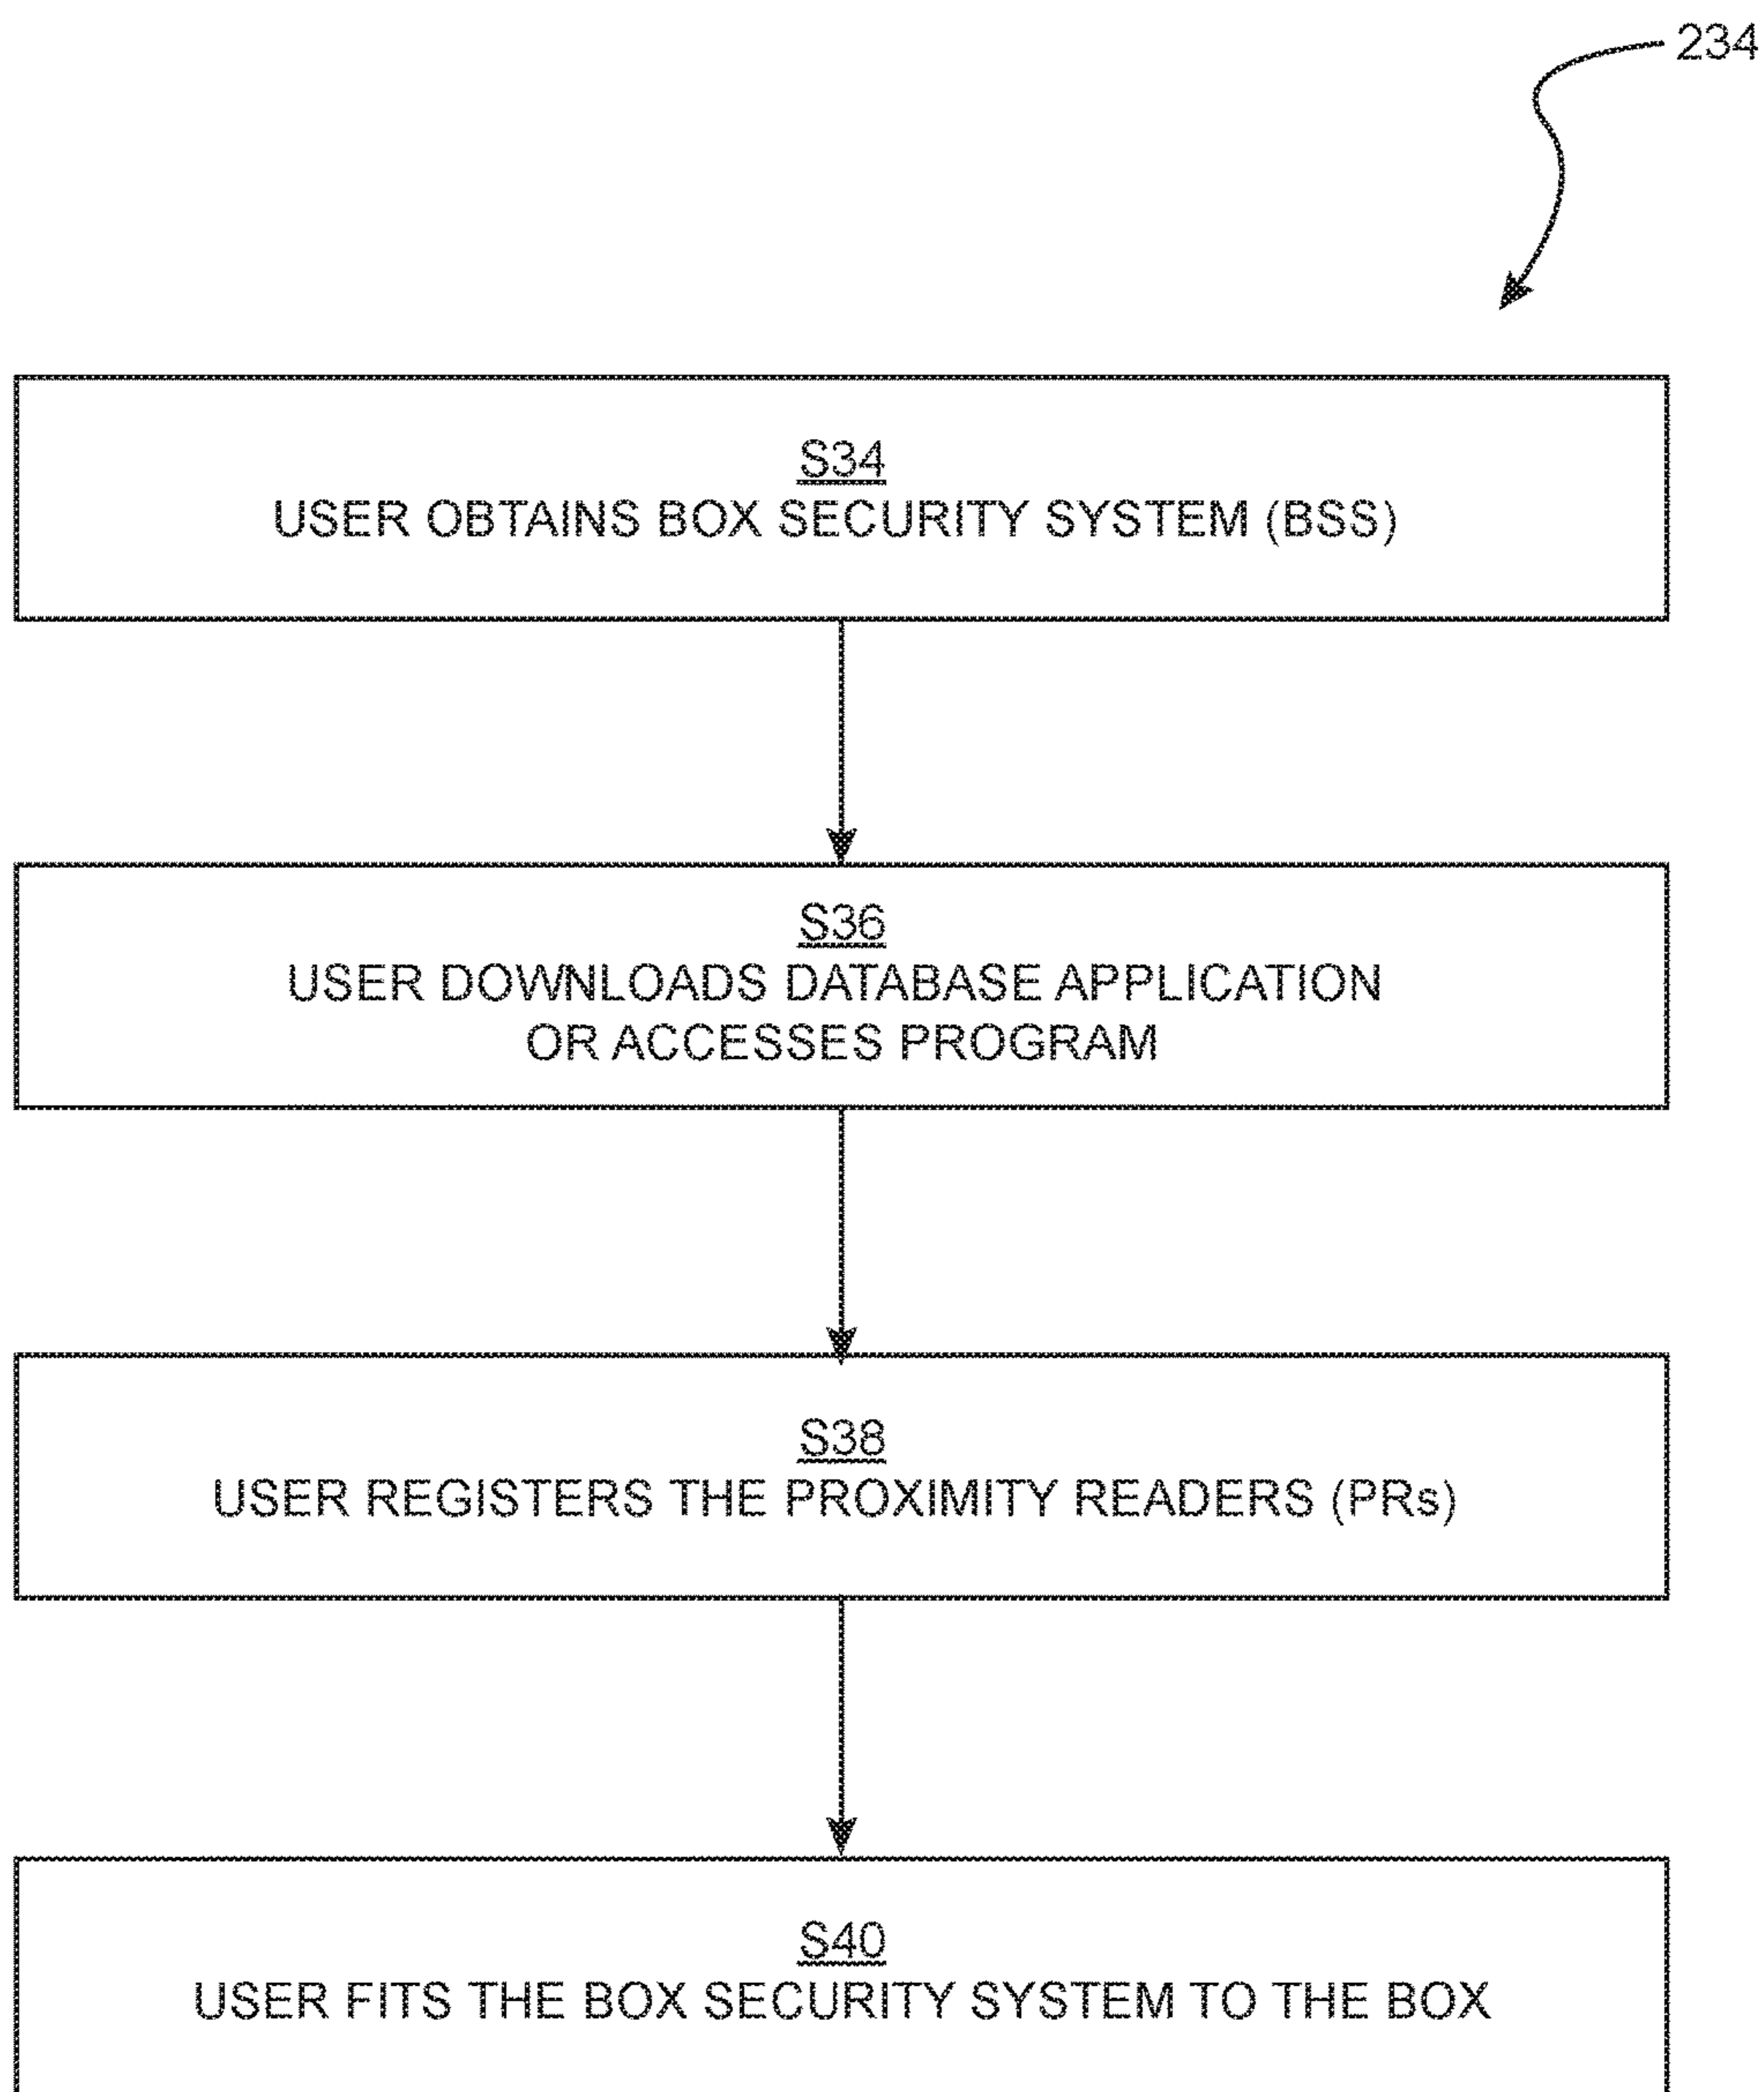 234
S34
USER OBTAINS BOX SECURITY SYSTEM (BSS)
S36
USER DOWNLOADS DATABASE APPLICATION
OR ACCESSES PROGRAM
S38
USER REGISTERS THE PROXIMITY READERS (PRs)
S40
USER FITS THE BOX SECURITY SYSTEM TO THE BOX